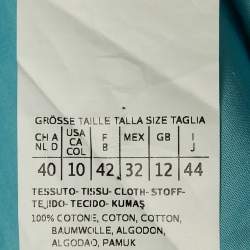 GRÖSSE TAILLE TALLA SIZE TAGLIA
CH A NL D USA CA COL F B MEX GB I J
40 10 42 32 12 44
TESSUTO-TISSU-CLOTH-STOFF-
TEJIDO-TECIDO-KUMAŞ
100% COTONE, COTON, COTTON,
BAUMWOLLE, ALGODON,
ALGODAO, PAMUK